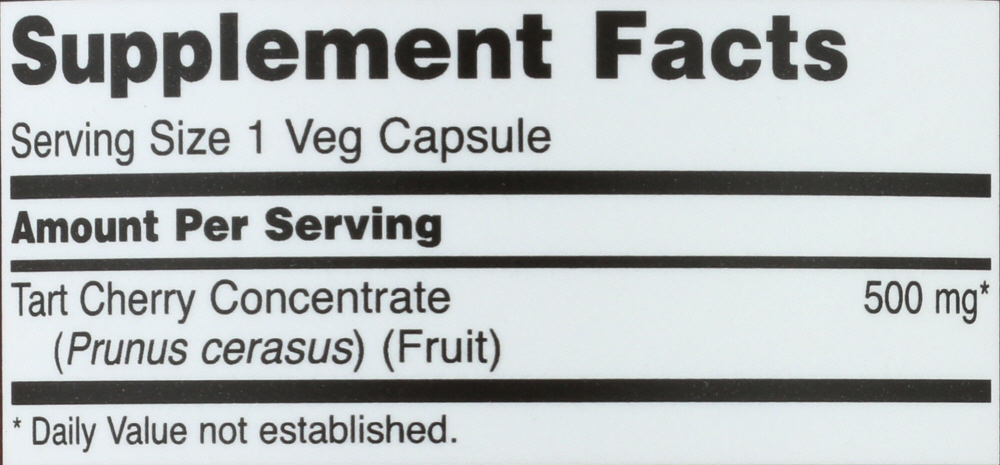 Supplement Facts
Serving Size 1 Veg Capsule
Amount Per Serving
Tart Cherry Concentrate 500 mg*
(Prunus cerasus) (Fruit)
* Daily Value not established.